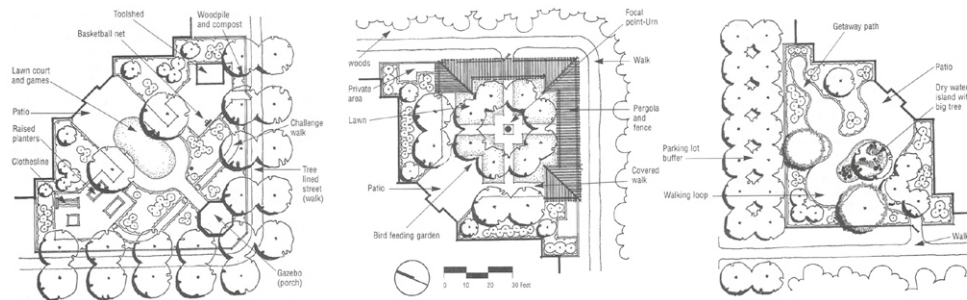 Toolshed
Woodpile
and compost
Basketball net
Lawn court
and games
Patio
Raised
planters
Clothesline
Challenge
walk
Tree
lined
street
(walk)
Gazebo
(porch)
woods
Private
area
Lawn
Patio
Bird feeding garden
Focal
point-Urn
Walk
Pergola
and
fence
Covered
walk
0 10 20 30 Feet
Getaway path
Patio
Dry water
island with
big tree
Parking lot
buffer
Walking loop
Walk